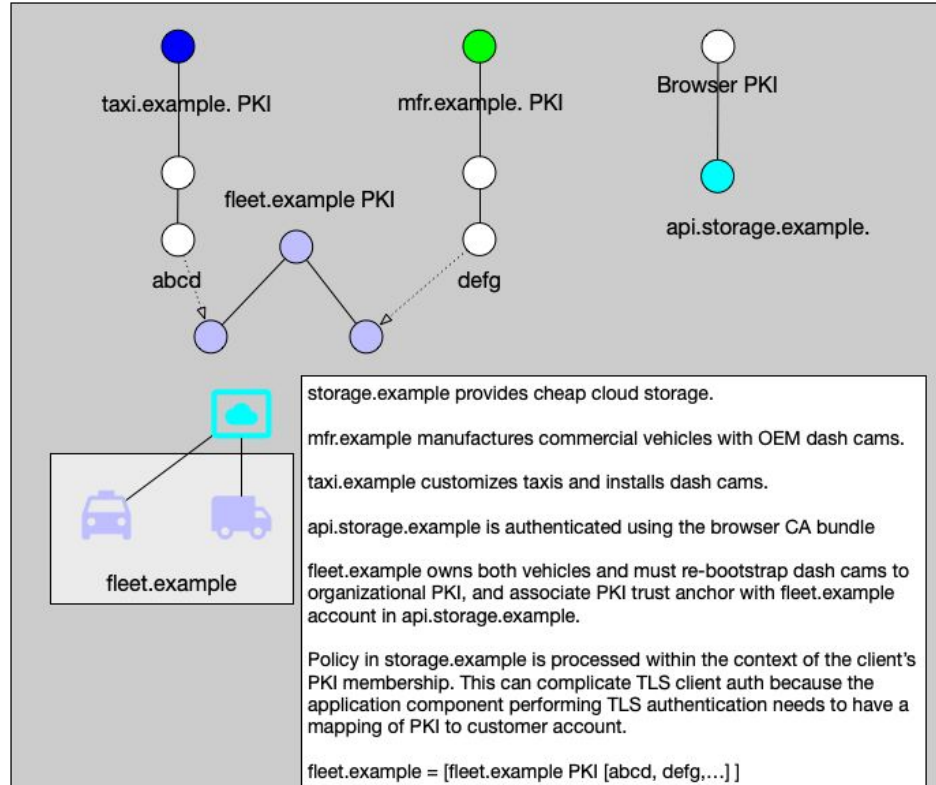 taxi.example. PKI
mfr.example. PKI
Browser PKI
fleet.example PKI
api.storage.example.
abcd
defg
fleet.example
storage.example provides cheap cloud storage.
mfr.example manufactures commercial vehicles with OEM dash cams.
taxi.example customizes taxis and installs dash cams.
api.storage.example is authenticated using the browser CA bundle
fleet.example owns both vehicles and must re-bootstrap dash cams to
organizational PKI, and associate PKI trust anchor with fleet.example
account in api.storage.example.
Policy in storage.example is processed within the context of the client's
PKI membership. This can complicate TLS client auth because the
application component performing TLS authentication needs to have a
mapping of PKI to customer account.
fleet.example = [fleet.example PKI [abcd, defg,...] ]